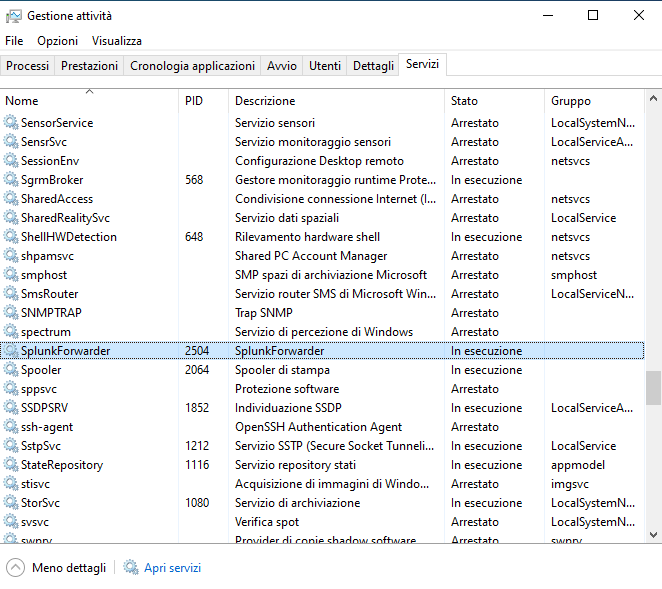 Gestione attività
File Opzioni Visualizza
Processi Prestazioni Cronologia applicazioni Avvio Utenti Dettagli Servizi
Nome PID Descrizione Stato Gruppo
SensorService Servizio sensori Arrestato LocalSystemN...
SensrSvc Servizio monitoraggio sensori Arrestato LocalServiceA...
SessionEnv Configurazione Desktop remoto Arrestato netsvcs
SgrmBroker 568 Gestore monitoraggio runtime Prote... In esecuzione
SharedAccess Condivisione connessione Internet (I... Arrestato netsvcs
SharedRealitySvc Servizio dati spaziali Arrestato LocalService
ShellHWDetection 648 Rilevamento hardware shell In esecuzione netsvcs
shpamsvc Shared PC Account Manager Arrestato netsvcs
smphost SMP spazi di archiviazione Microsoft Arrestato smphost
SmsRouter Servizio router SMS di Microsoft Win... Arrestato LocalServiceN...
SNMPTRAP Trap SNMP Arrestato
spectrum Servizio di percezione di Windows Arrestato
SplunkForwarder 2504 SplunkForwarder In esecuzione
Spooler 2064 Spooler di stampa In esecuzione
sppsvc Protezione software Arrestato
SSDPSRV 1852 Individuazione SSDP In esecuzione LocalServiceA...
ssh-agent OpenSSH Authentication Agent Arrestato
SstpSvc 1212 Servizio SSTP (Secure Socket Tunneli... In esecuzione LocalService
StateRepository 1116 Servizio repository stati In esecuzione appmodel
stisvc Acquisizione di immagini di Windo... Arrestato imgsvc
StorSvc 1080 Servizio di archiviazione In esecuzione LocalSystemN...
svsvc Verifica spot Arrestato LocalSystemN...
swprv Provider di copie shadow software Arrestato swprv
Meno dettagli Apri servizi